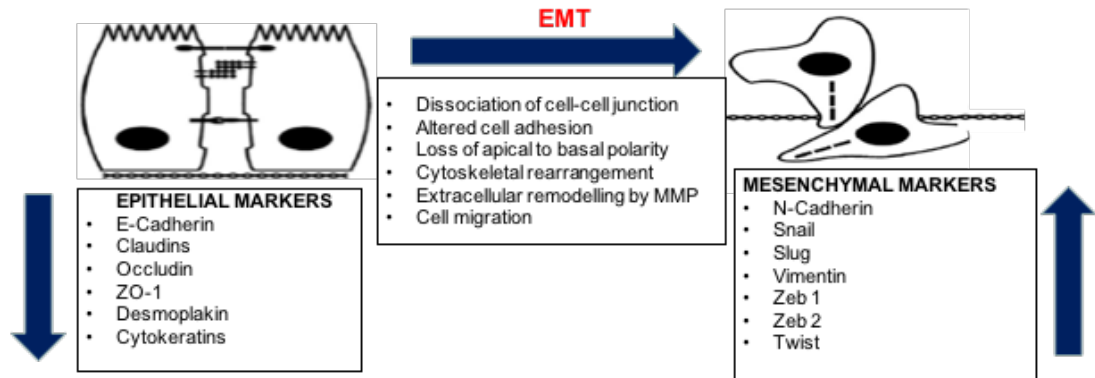 EMT
• Dissociation of cell-cell junction
• Altered cell adhesion
• Loss of apical to basal polarity
• Cytoskeletal rearrangement
• Extracellular remodelling by MMP
• Cell migration
EPITHELIAL MARKERS
• E-Cadherin
• Claudins
• Occludin
• ZO-1
• Desmoplakin
• Cytokeratins
MESENCHYMAL MARKERS
• N-Cadherin
• Snail
• Slug
• Vimentin
• Zeb 1
• Zeb 2
• Twist